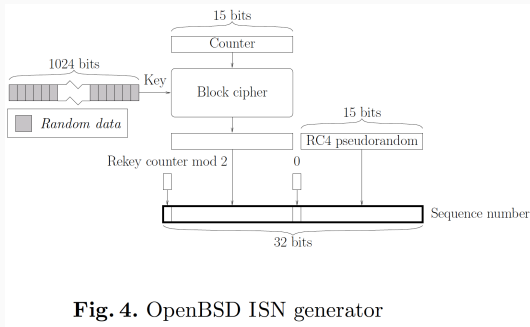 15 bits
Counter
1024 bits
Key
Block cipher
Random data
15 bits
RC4 pseudorandom
Rekey counter mod 2
0
Sequence number
32 bits
Fig. 4. OpenBSD ISN generator